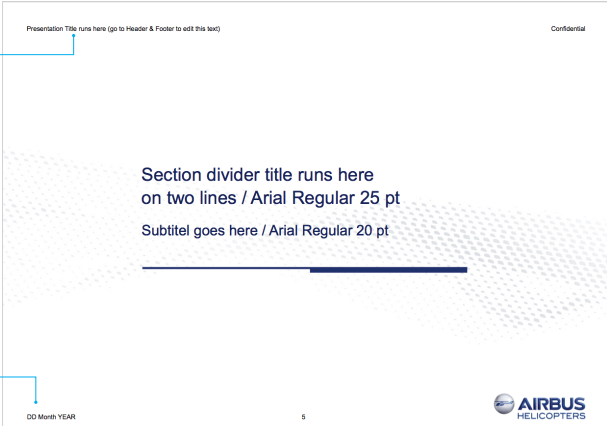 Presentation Title runs here (go to Header & Footer to edit this text)
Confidential
Section divider title runs here
on two lines / Arial Regular 25 pt
Subtitel goes here / Arial Regular 20 pt
DD Month YEAR
5
AIRBUS
HELICOPTERS